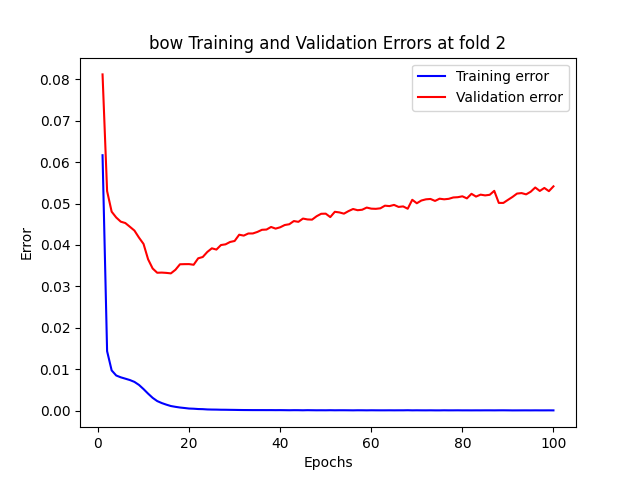 bow Training and Validation Errors at fold 2
Training error
Validation error
0.08
0.07
0.06
0.05
0.04
0.03
0.02
0.01
0.00
Error
0 20 40 60 80 100
Epochs